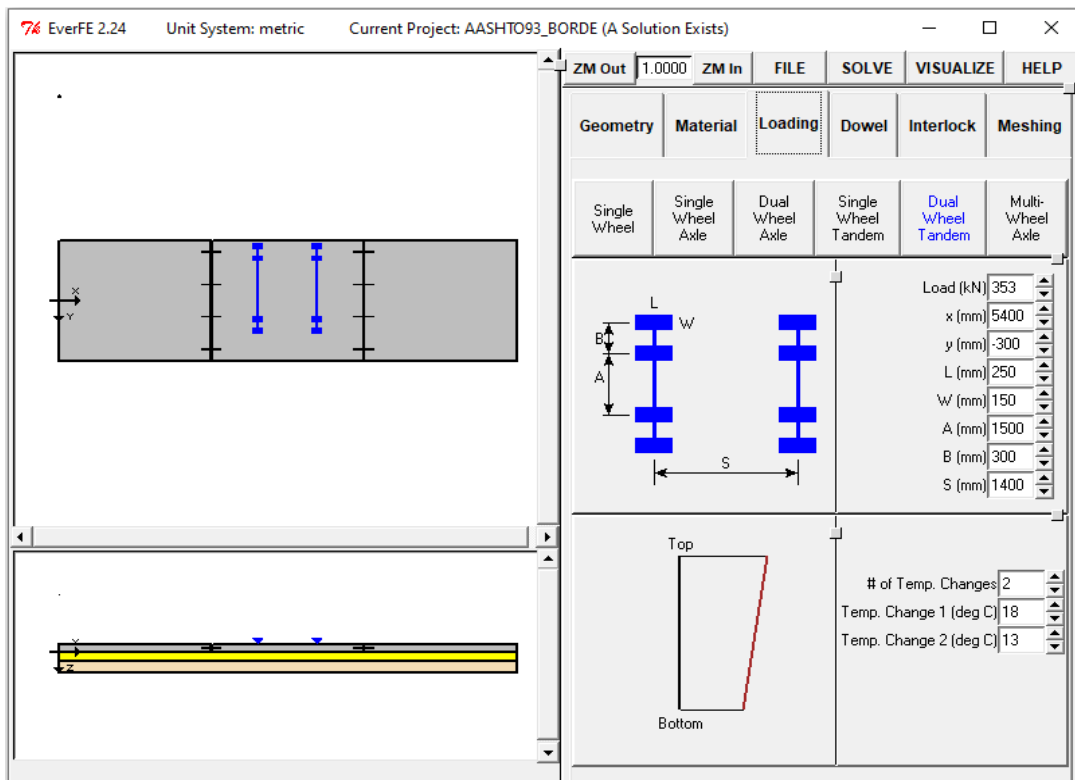 EverFE 2.24 Unit System: metric Current Project: AASHTO93_BORDE (A Solution Exists)
ZM Out 1.0000 ZM In FILE SOLVE VISUALIZE HELP
Geometry Material Loading Dowel Interlock Meshing
Single Wheel
Single Wheel Axle
Dual Wheel Axle
Single Wheel Tandem
Dual Wheel Tandem
Multi-Wheel Axle
X
Y
L
W
B
A
S
Load (kN) 353
x (mm) 5400
y (mm) -300
L (mm) 250
W (mm) 150
A (mm) 1500
B (mm) 300
S (mm) 1400
X
Z
Top
Bottom
# of Temp. Changes 2
Temp. Change 1 (deg C) 18
Temp. Change 2 (deg C) 13